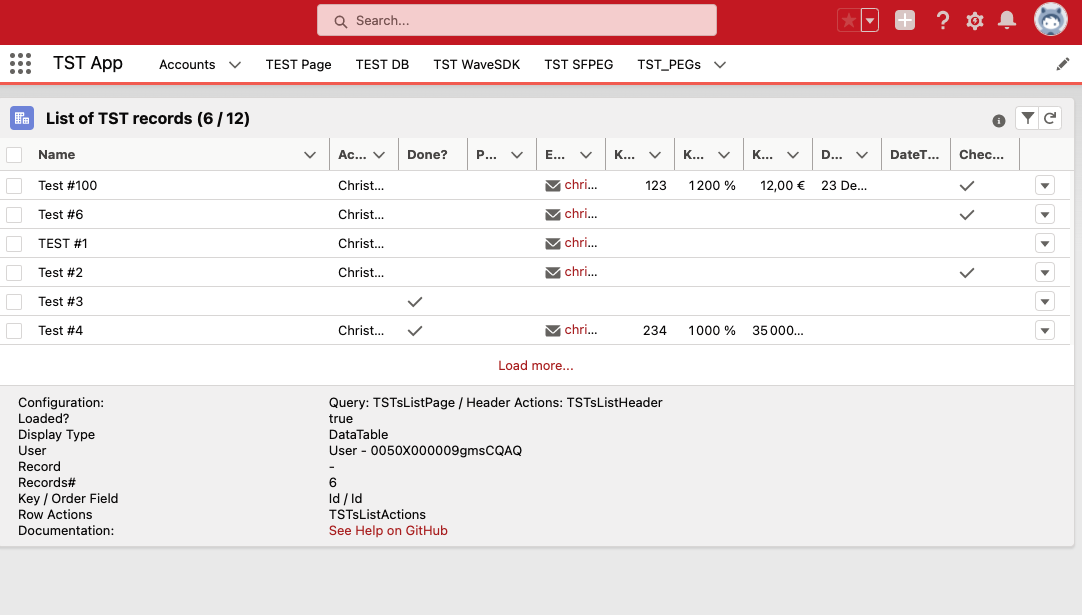 Search...
TST App Accounts TEST Page TEST DB TST WaveSDK TST SFPEG TST_PEGs
List of TST records (6 / 12)
Name Ac... Done? P... E... K... K... K... D... DateT... Chec...
Test #100 Christ... chri... 123 1 200 % 12,00 € 23 De...
Test #6 Christ... chri...
TEST #1 Christ... chri...
Test #2 Christ... chri...
Test #3
Test #4 Christ... chri... 234 1 000 % 35 000...
Load more...
Configuration: Query: TSTsListPage / Header Actions: TSTsListHeader
Loaded? true
Display Type DataTable
User User - 0050X000009gmsCQAQ
Record -
Records# 6
Key / Order Field Id / Id
Row Actions TSTsListActions
Documentation: See Help on GitHub